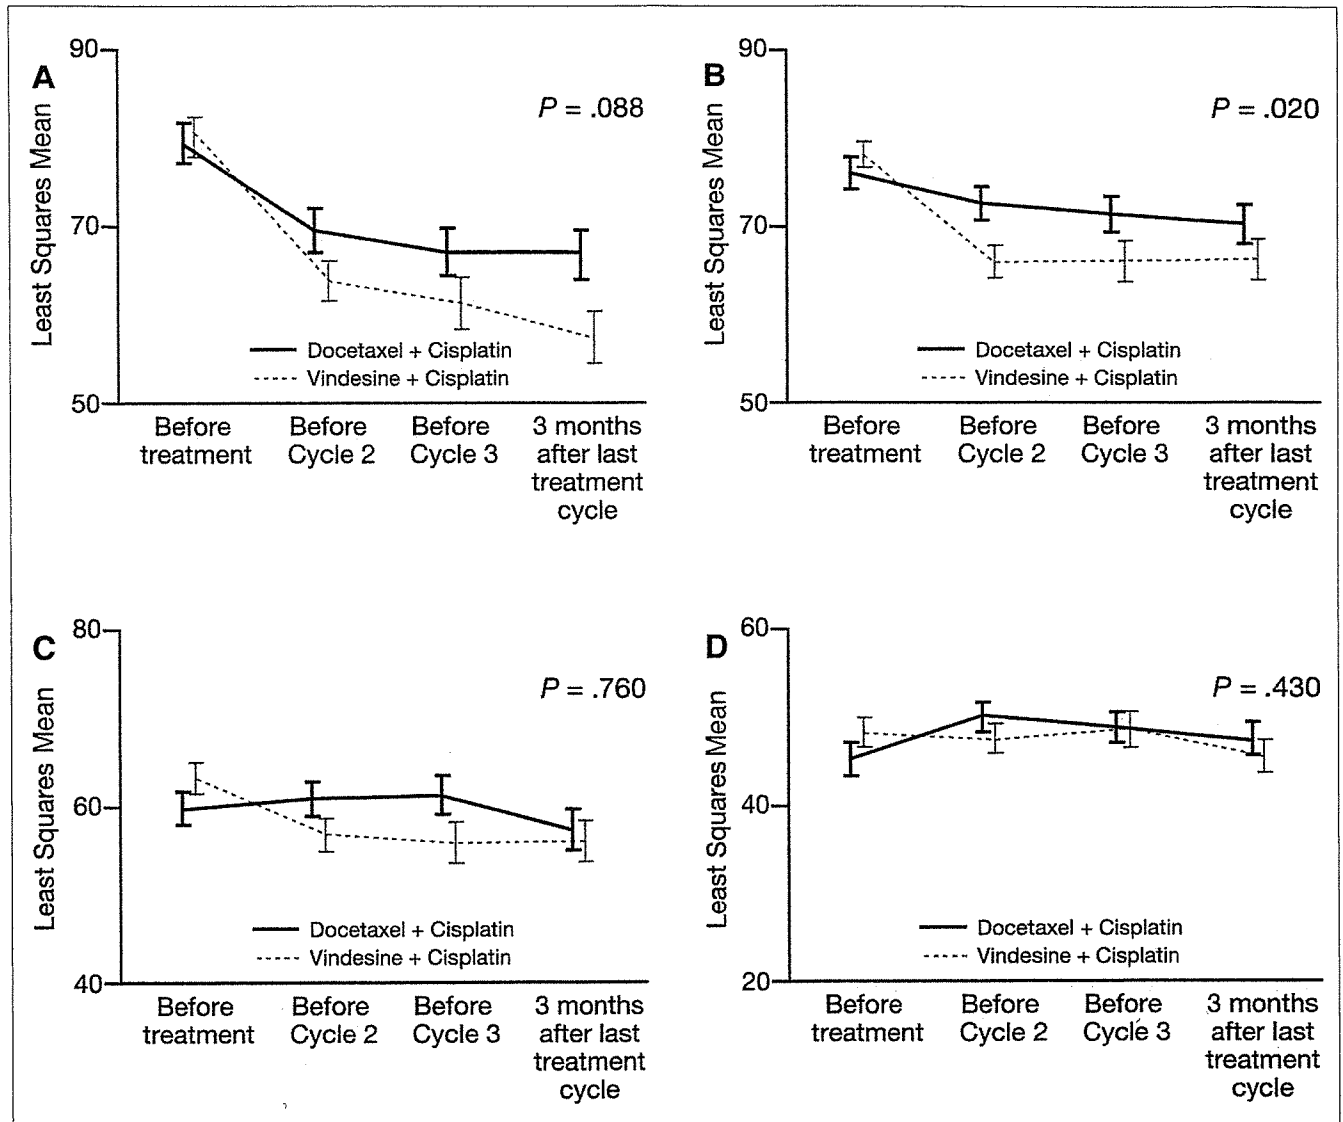 A
90
70
50
Least Squares Mean
P = .088
Docetaxel + Cisplatin
Vindesine + Cisplatin
Before
treatment
Before
Cycle 2
Before
Cycle 3
3 months
after last
treatment
cycle
B
90
70
50
Least Squares Mean
P = .020
Docetaxel + Cisplatin
Vindesine + Cisplatin
Before
treatment
Before
Cycle 2
Before
Cycle 3
3 months
after last
treatment
cycle
C
80
60
40
Least Squares Mean
P = .760
Docetaxel + Cisplatin
Vindesine + Cisplatin
Before
treatment
Before
Cycle 2
Before
Cycle 3
3 months
after last
treatment
cycle
D
60
40
20
Least Squares Mean
P = .430
Docetaxel + Cisplatin
Vindesine + Cisplatin
Before
treatment
Before
Cycle 2
Before
Cycle 3
3 months
after last
treatment
cycle